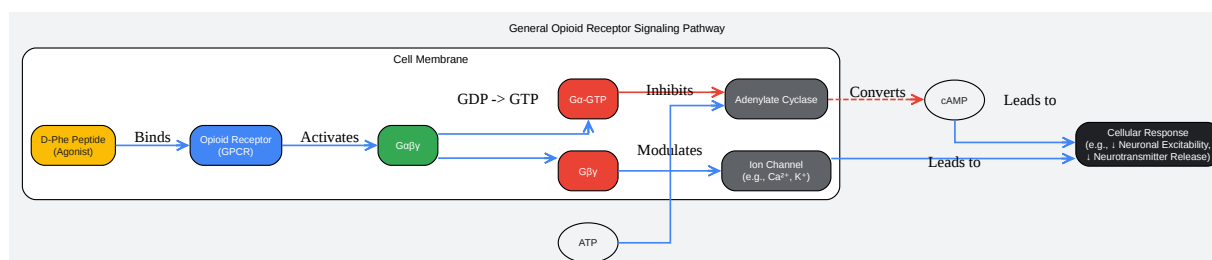 General Opioid Receptor Signaling Pathway
Cell Membrane
D-Phe Peptide
(Agonist)
Binds
Opioid Receptor
(GPCR)
Activates
Gαβγ
GDP -> GTP
Gα-GTP
Inhibits
Adenylate Cyclase
Converts
cAMP
Leads to
Gβγ
Modulates
Ion Channel
(e.g., Ca²⁺, K⁺)
Leads to
Cellular Response
(e.g., ↓ Neuronal Excitability,
↓ Neurotransmitter Release)
ATP